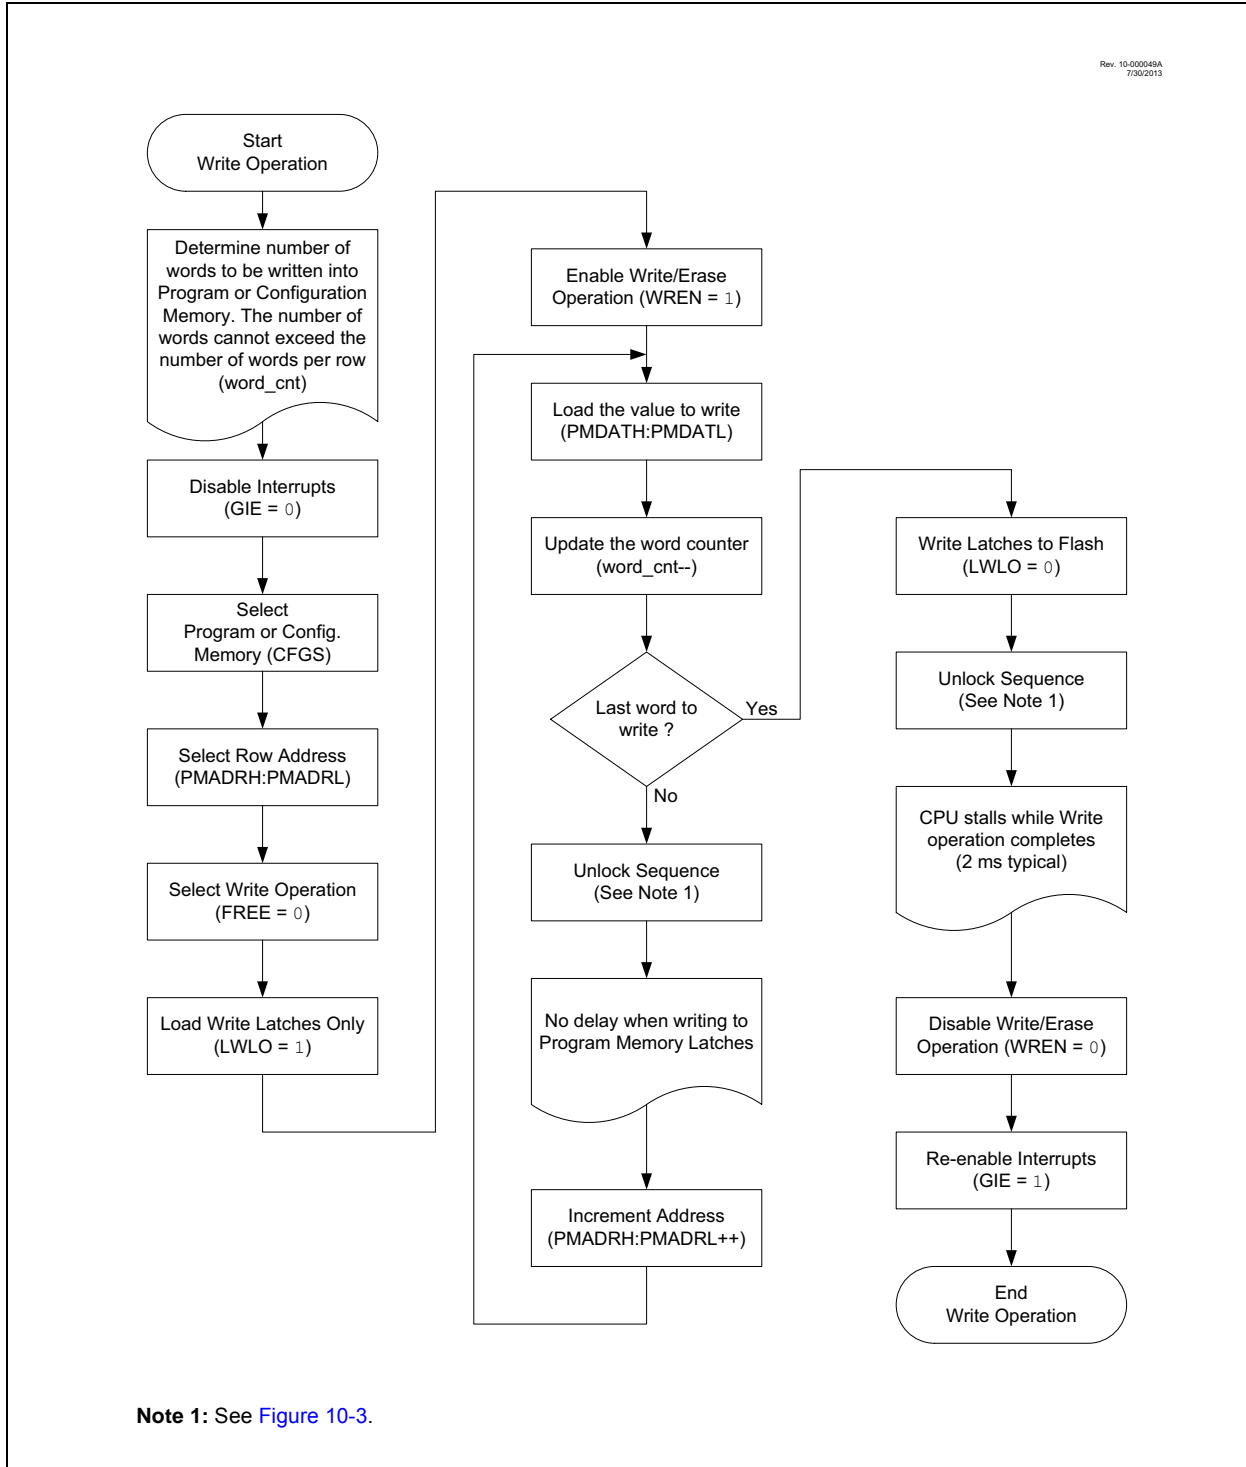 Rev. 10-000049A
7/30/2013
Start
Write Operation
Determine number of
words to be written into
Program or Configuration
Memory. The number of
words cannot exceed the
number of words per row
(word_cnt)
Disable Interrupts
(GIE = 0)
Select
Program or Config.
Memory (CFGS)
Select Row Address
(PMADRH:PMADRL)
Select Write Operation
(FREE = 0)
Load Write Latches Only
(LWLO = 1)
Enable Write/Erase
Operation (WREN = 1)
Load the value to write
(PMDATH:PMDATL)
Update the word counter
(word_cnt--)
Last word to
write ?
Yes
No
Unlock Sequence
(See Note 1)
No delay when writing to
Program Memory Latches
Increment Address
(PMADRH:PMADRL++)
Write Latches to Flash
(LWLO = 0)
Unlock Sequence
(See Note 1)
CPU stalls while Write
operation completes
(2 ms typical)
Disable Write/Erase
Operation (WREN = 0)
Re-enable Interrupts
(GIE = 1)
End
Write Operation
Note 1: See Figure 10-3.